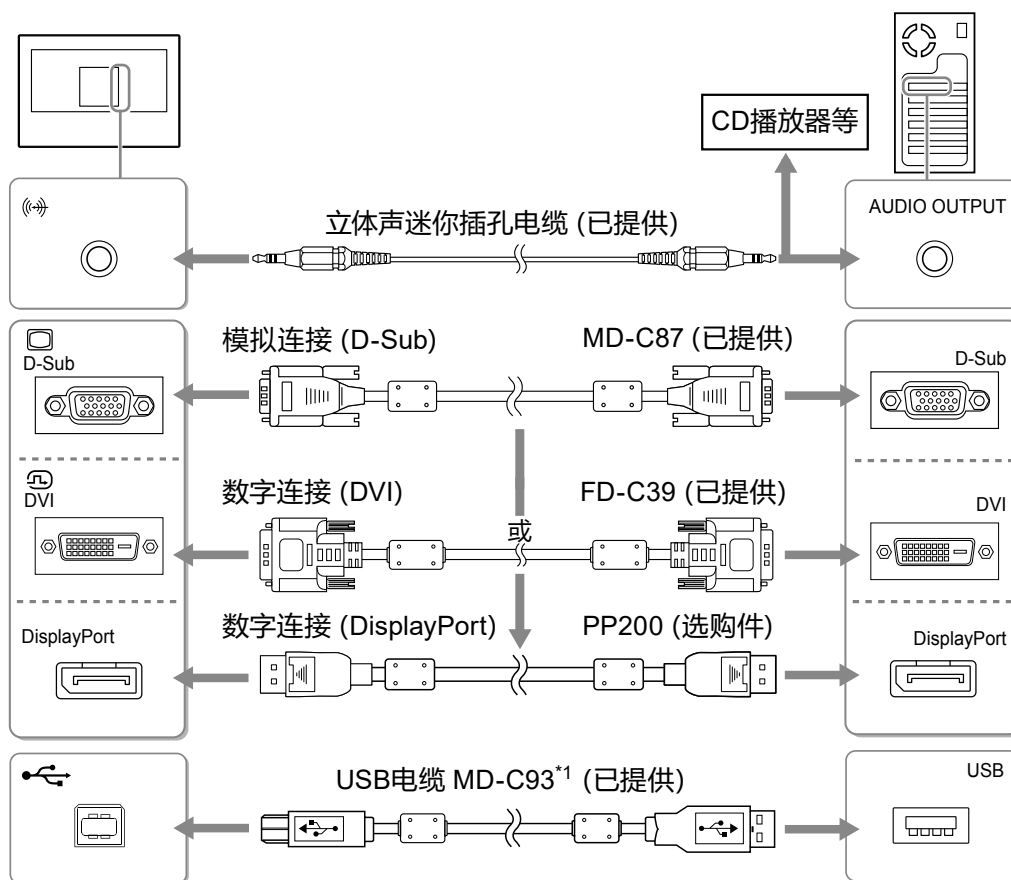 CD播放器等
AUDIO OUTPUT
立体声迷你插孔电缆 (已提供)
D-Sub
模拟连接 (D-Sub)
MD-C87 (已提供)
D-Sub
DVI
数字连接 (DVI)
FD-C39 (已提供)
DVI
或
DisplayPort
数字连接 (DisplayPort)
PP200 (选购件)
DisplayPort
USB电缆 MD-C93*1 (已提供)
USB